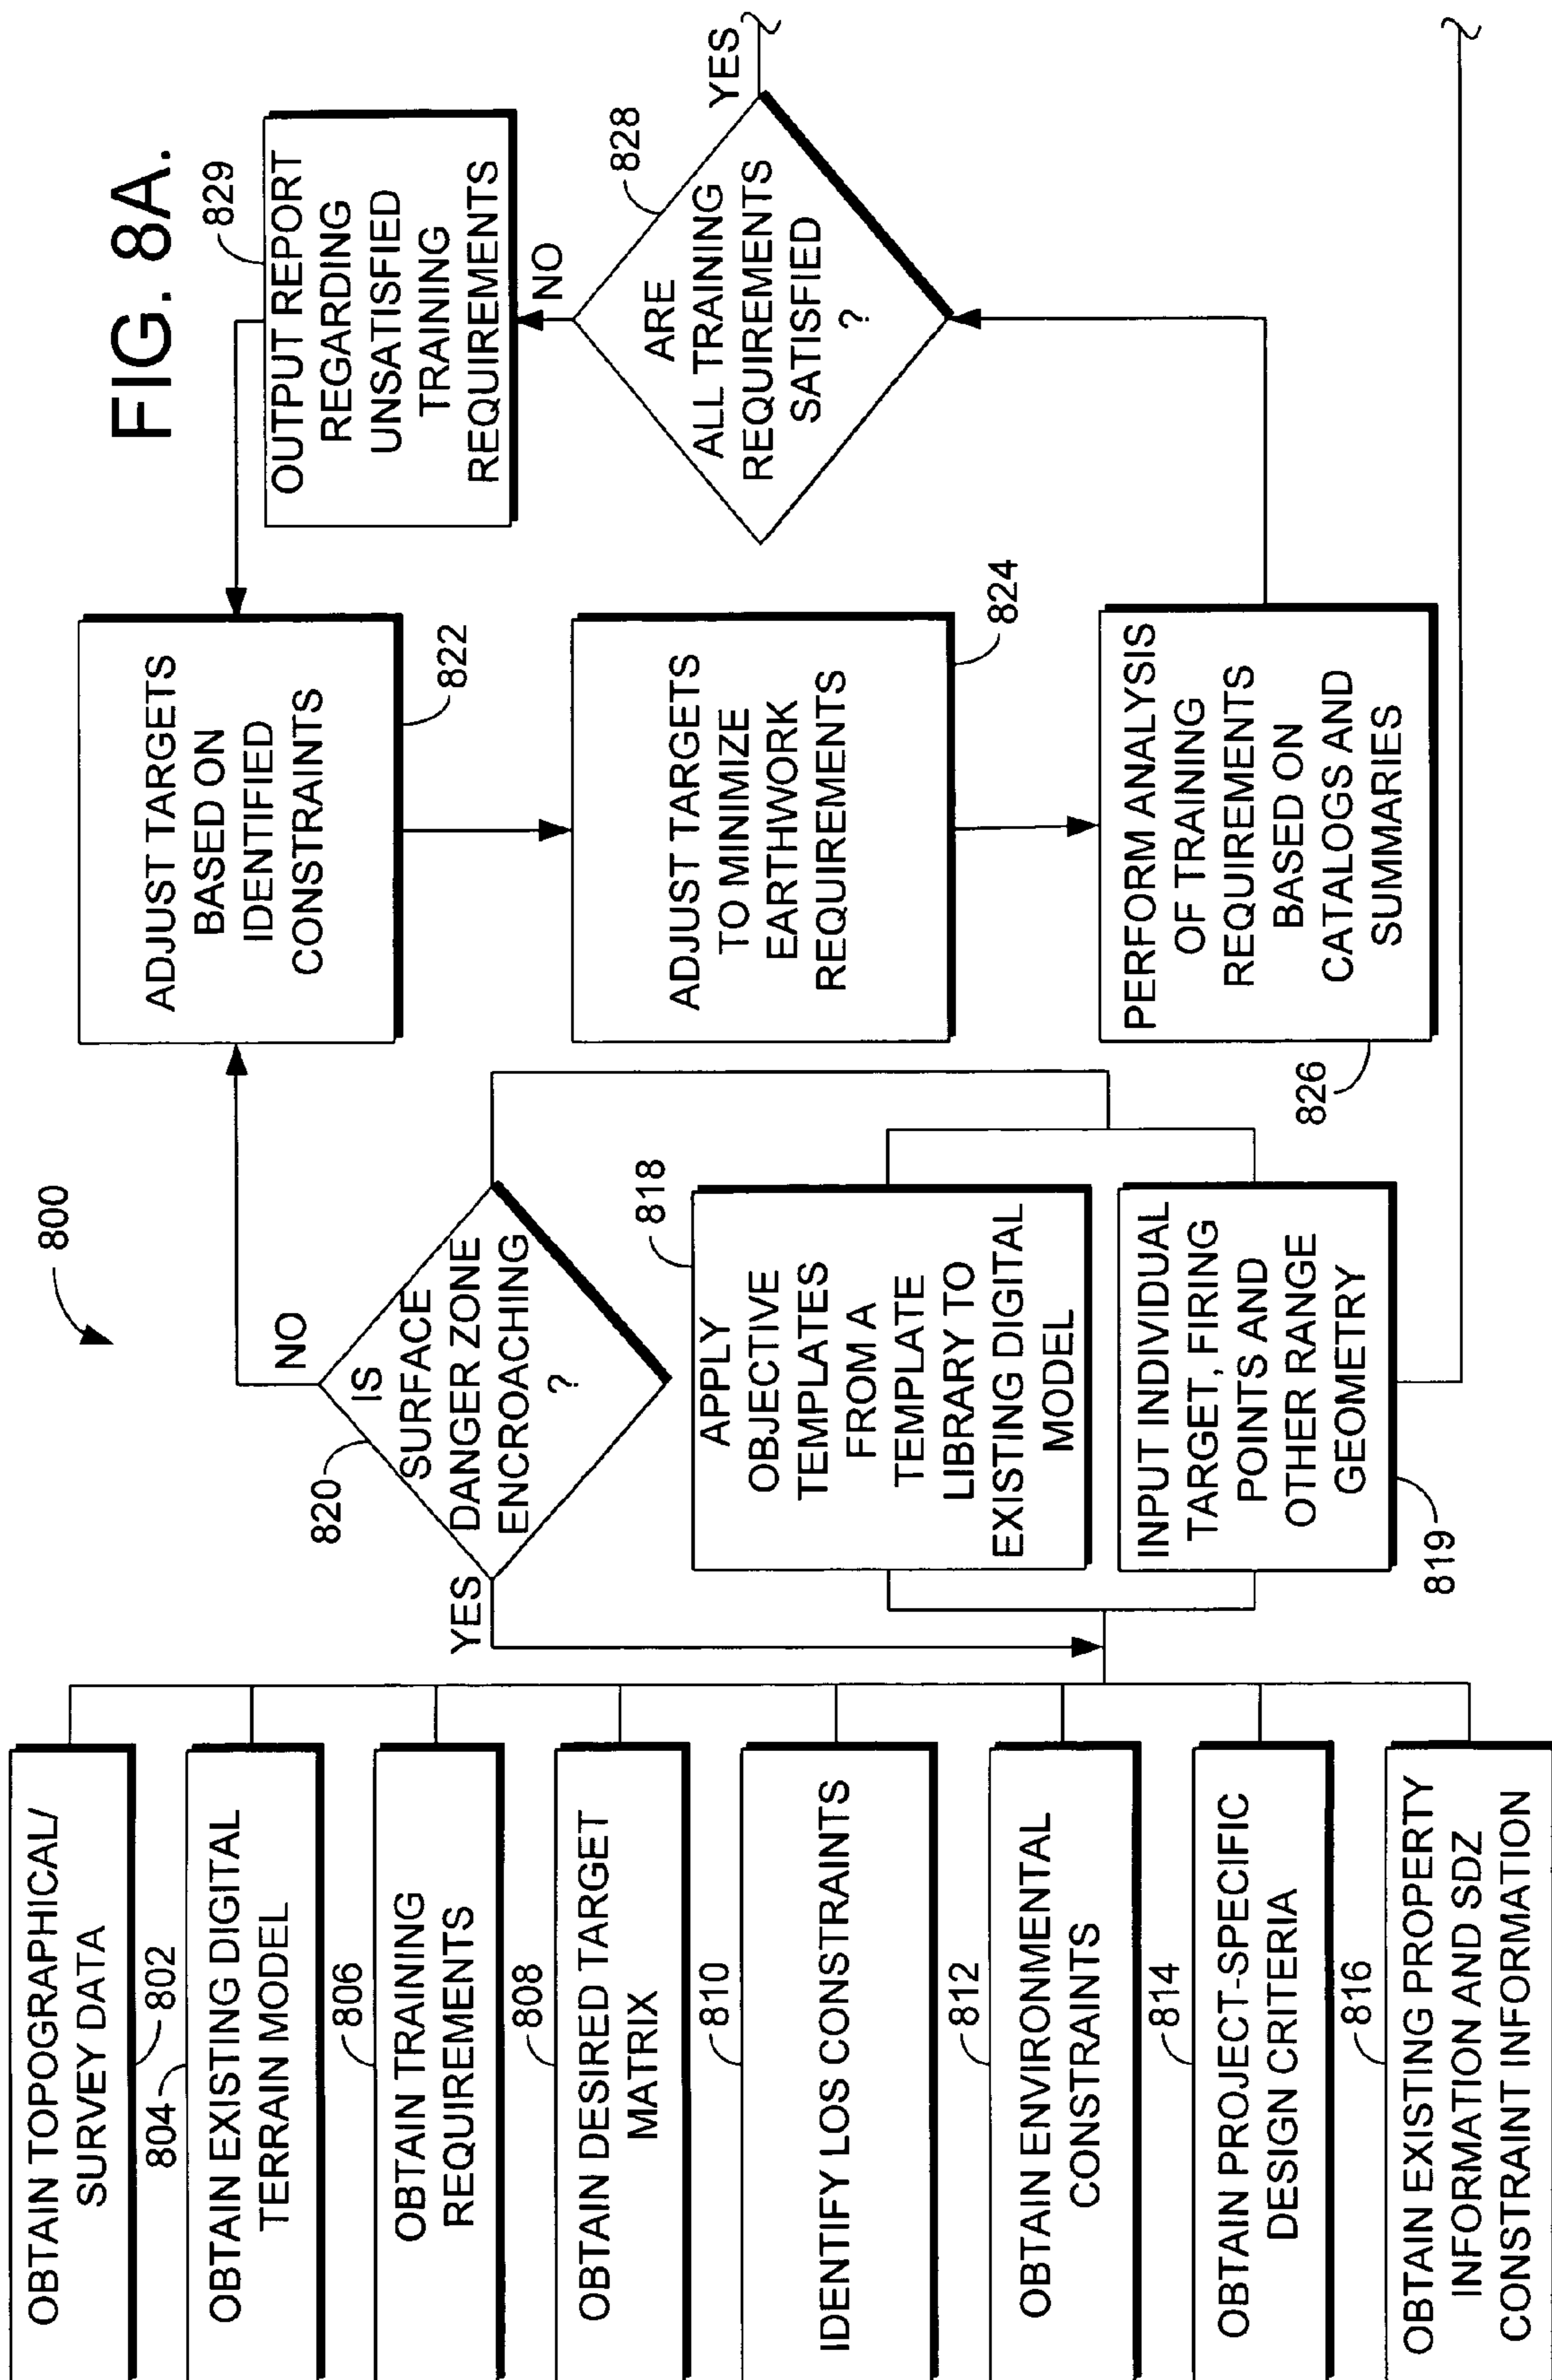 FIG. 8A.
800
OBTAIN TOPOGRAPHICAL/
SURVEY DATA
802
804
OBTAIN EXISTING DIGITAL
TERRAIN MODEL
806
OBTAIN TRAINING
REQUIREMENTS
808
OBTAIN DESIRED TARGET
MATRIX
810
IDENTIFY LOS CONSTRAINTS
812
OBTAIN ENVIRONMENTAL
CONSTRAINTS
814
OBTAIN PROJECT-SPECIFIC
DESIGN CRITERIA
816
OBTAIN EXISTING PROPERTY
INFORMATION AND SDZ
CONSTRAINT INFORMATION
YES
820
NO
IS
SURFACE
DANGER ZONE
ENCROACHING
?
818
APPLY
OBJECTIVE
TEMPLATES
FROM A
TEMPLATE
LIBRARY TO
EXISTING DIGITAL
MODEL
INPUT INDIVIDUAL
TARGET, FIRING
POINTS AND
OTHER RANGE
GEOMETRY
819
ADJUST TARGETS
BASED ON
IDENTIFIED
CONSTRAINTS
822
ADJUST TARGETS
TO MINIMIZE
EARTHWORK
REQUIREMENTS
824
PERFORM ANALYSIS
OF TRAINING
REQUIREMENTS
BASED ON
CATALOGS AND
SUMMARIES
826
829
OUTPUT REPORT
REGARDING
UNSATISFIED
TRAINING
REQUIREMENTS
NO
828
ARE
ALL TRAINING
REQUIREMENTS
SATISFIED
?
YES